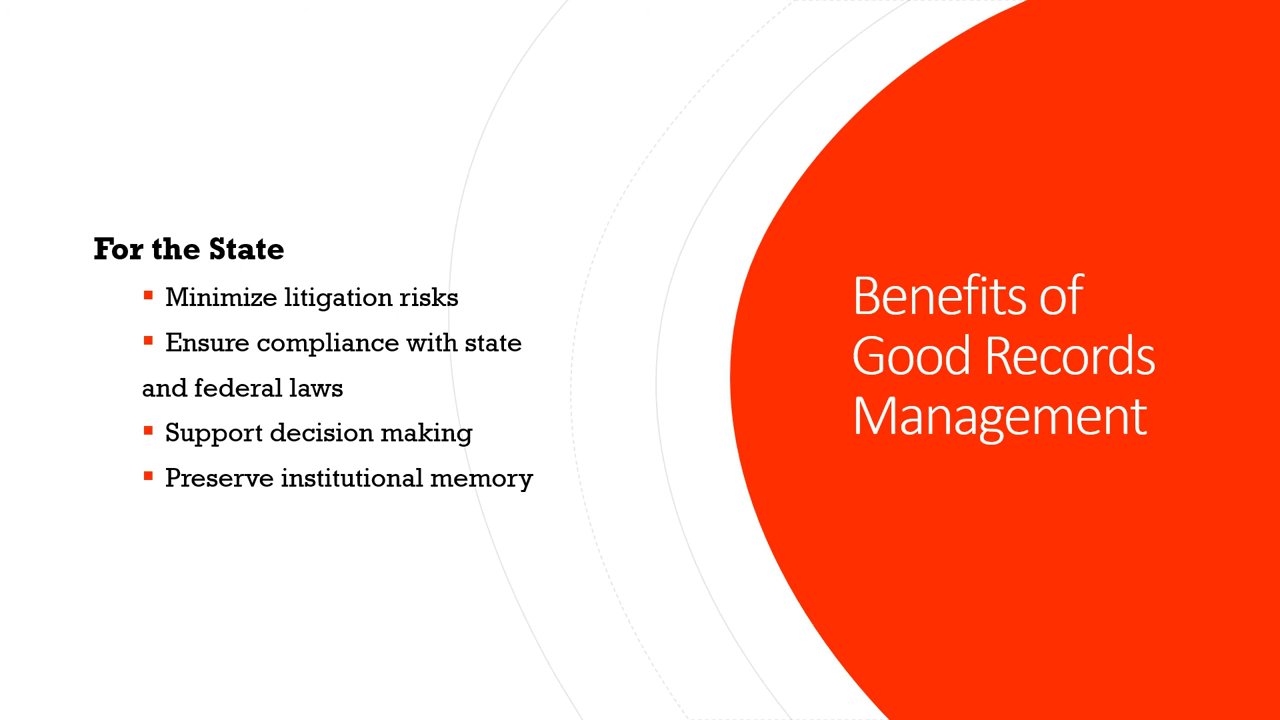 For the State
▪ Minimize litigation risks
▪ Ensure compliance with state
and federal laws
▪ Support decision making
▪ Preserve institutional memory
Benefits of
Good Records
Management